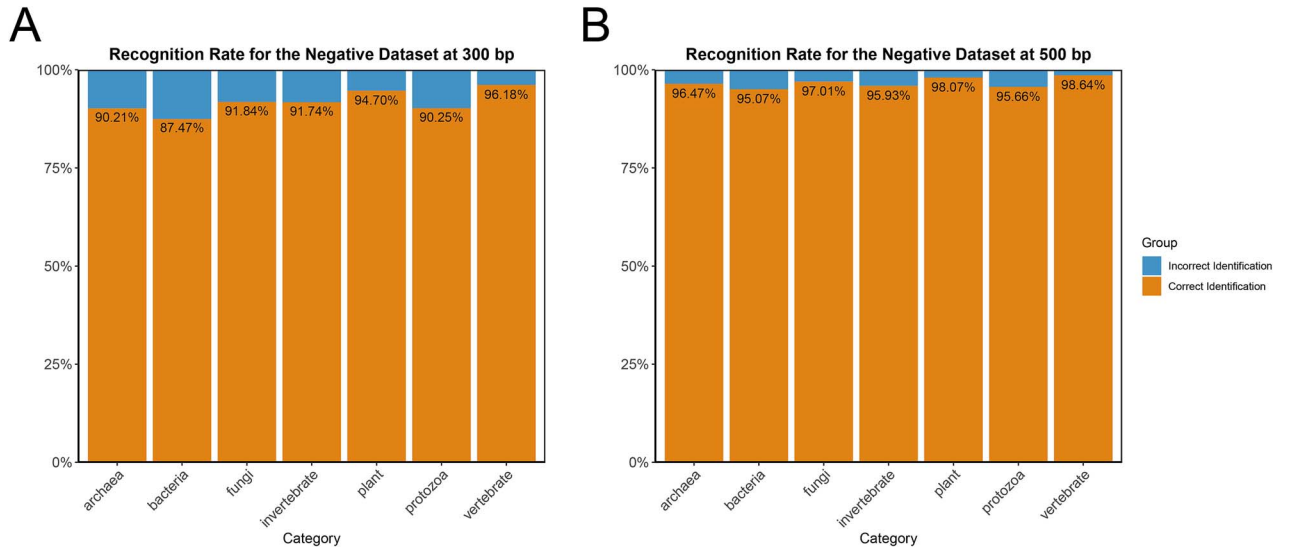 A
Recognition Rate for the Negative Dataset at 300 bp
100%
75%
50%
25%
0%
90.21%
87.47%
91.84%
91.74%
94.70%
90.25%
96.18%
archaea
bacteria
fungi
invertebrate
plant
protozoa
vertebrate
Category
B
Recognition Rate for the Negative Dataset at 500 bp
100%
75%
50%
25%
0%
96.47%
95.07%
97.01%
95.93%
98.07%
95.66%
98.64%
archaea
bacteria
fungi
invertebrate
plant
protozoa
vertebrate
Category
Group
Incorrect Identification
Correct Identification